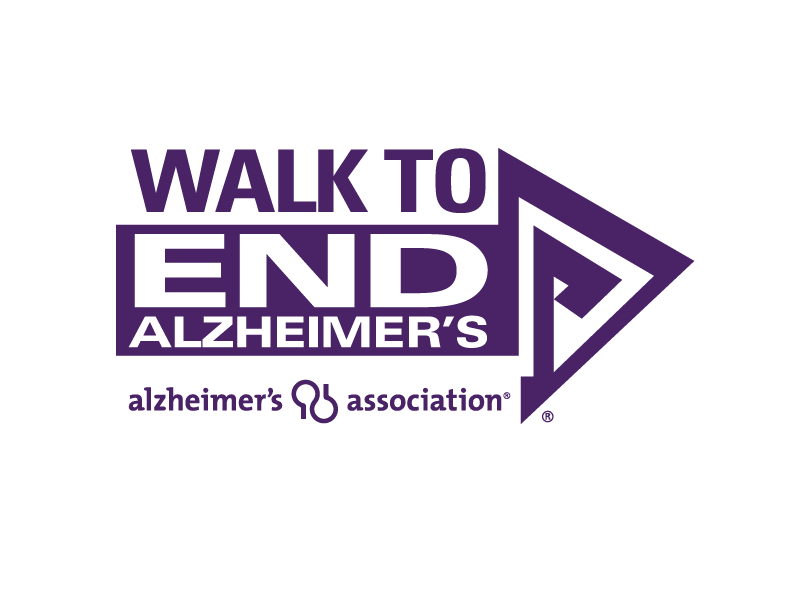 WALK TO
END
ALZHEIMER'S
alzheimer's association®
®